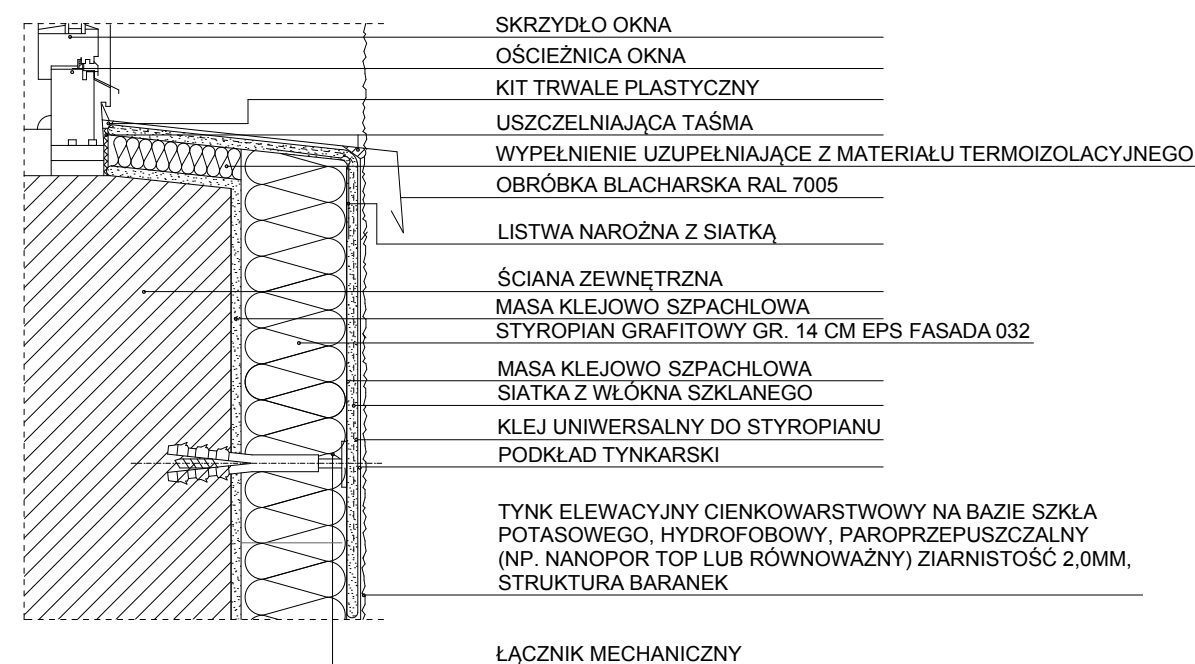 SKRZYDŁO OKNA
OŚCIEŻNICA OKNA
KIT TRWALE PLASTYCZNY
USZCZELNIAJĄCA TAŚMA
WYPEŁNIENIE UZUPEŁNIAJĄCE Z MATERIAŁU TERMOIZOLACYJNEGO
OBRÓBKA BLACHARSKA RAL 7005
LISTWA NAROŻNA Z SIATKĄ
ŚCIANA ZEWNĘTRZNA
MASA KLEJOWO SZPACHLOWA
STYROPIAN GRAFITOWY GR. 14 CM EPS FASADA 032
MASA KLEJOWO SZPACHLOWA
SIATKA Z WŁÓKNA SZKLANEGO
KLEJ UNIWERSALNY DO STYROPIANU
PODKŁAD TYNKARSKI
TYNK ELEWACYJNY CIENKOWARSTWOWY NA BAZIE SZKŁA
POTASOWEGO, HYDROFOBOWY, PAROPRZEPUSZCZALNY
(NP. NANOPOR TOP LUB RÓWNOWAŻNY) ZIARNISTOŚĆ 2,0MM,
STRUKTURA BARANEK
ŁĄCZNIK MECHANICZNY